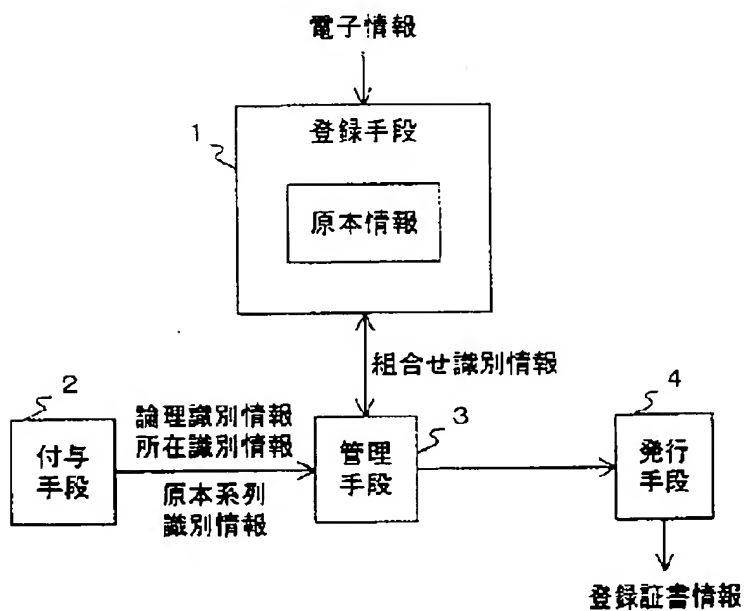 電子情報
1
登録手段
原本情報
組合せ識別情報
2
付与
手段
論理識別情報
所在識別情報
原本系列
識別情報
3
管理
手段
4
発行
手段
登録証書情報